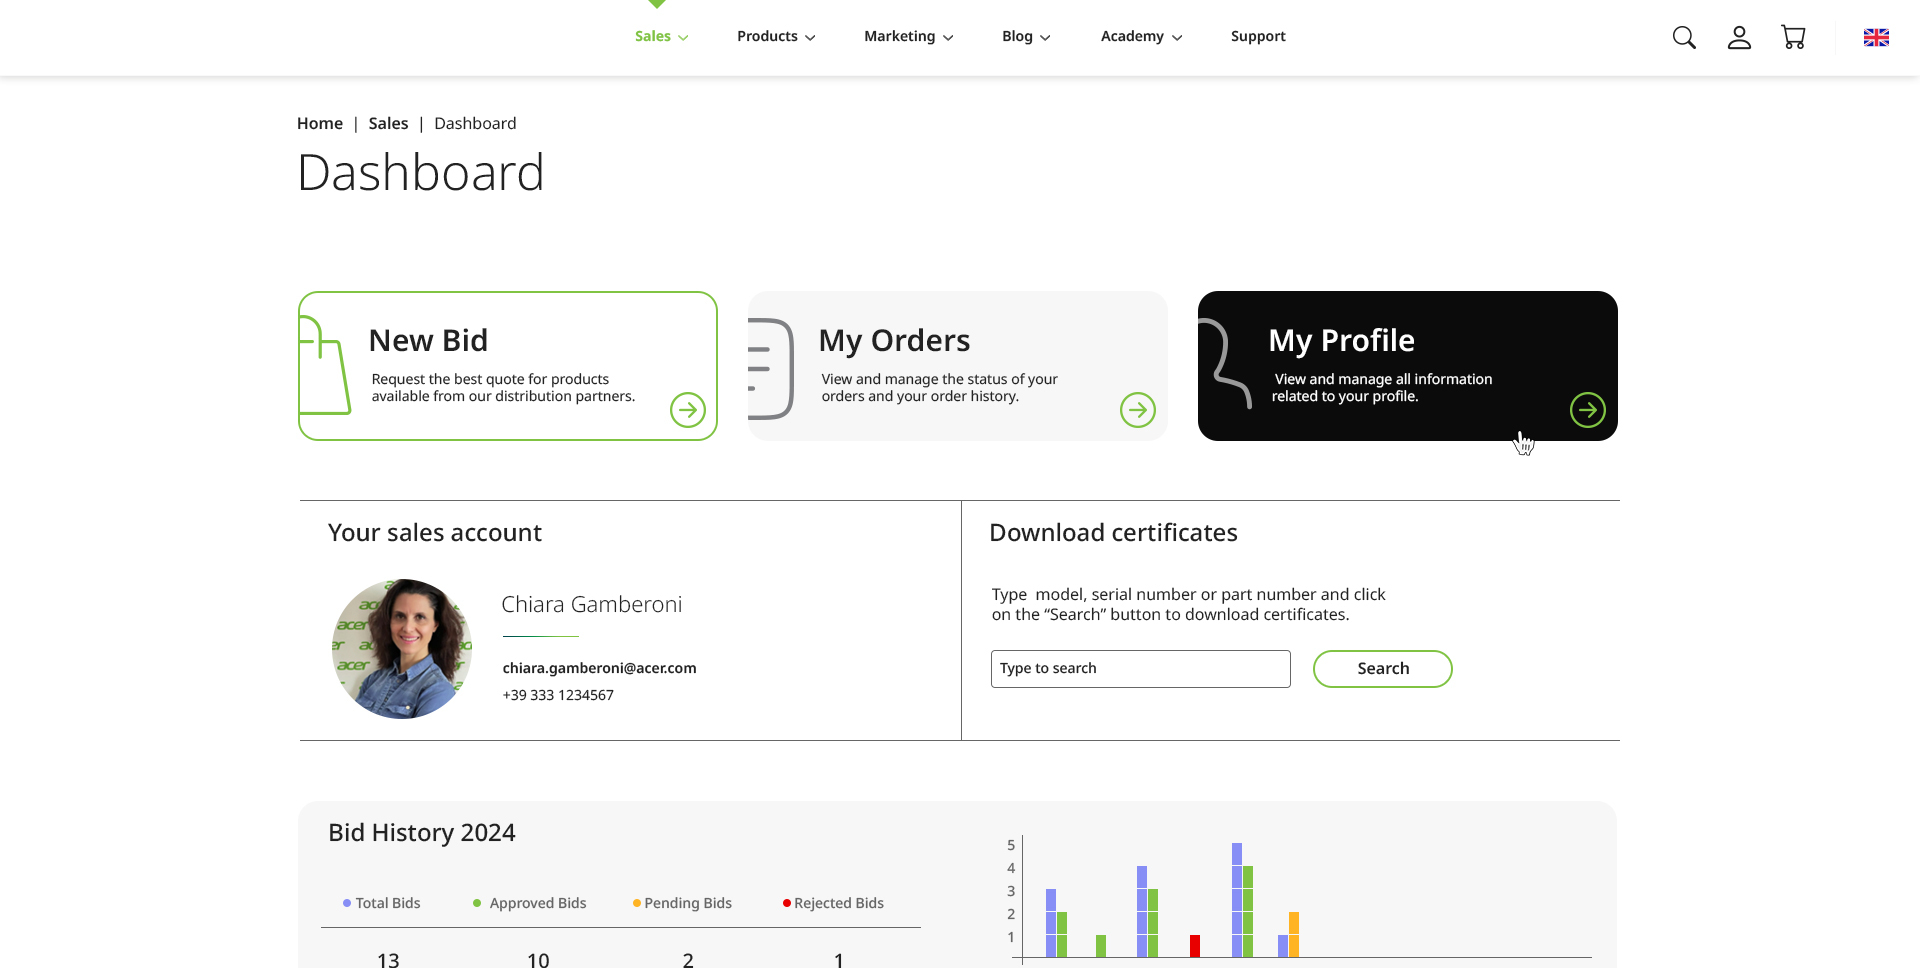 Sales Products Marketing Blog Academy Support
Home | Sales | Dashboard
Dashboard
New Bid
Request the best quote for products
available from our distribution partners.
My Orders
View and manage the status of your
orders and your order history.
My Profile
View and manage all information
related to your profile.
Your sales account
acer
acer
Chiara Gamberoni
chiara.gamberoni@acer.com
+39 333 1234567
Download certificates
Type model, serial number or part number and click
on the “Search” button to download certificates.
Type to search
Search
Bid History 2024
Total Bids Approved Bids Pending Bids Rejected Bids
13 10 2 1
5
4
3
2
1